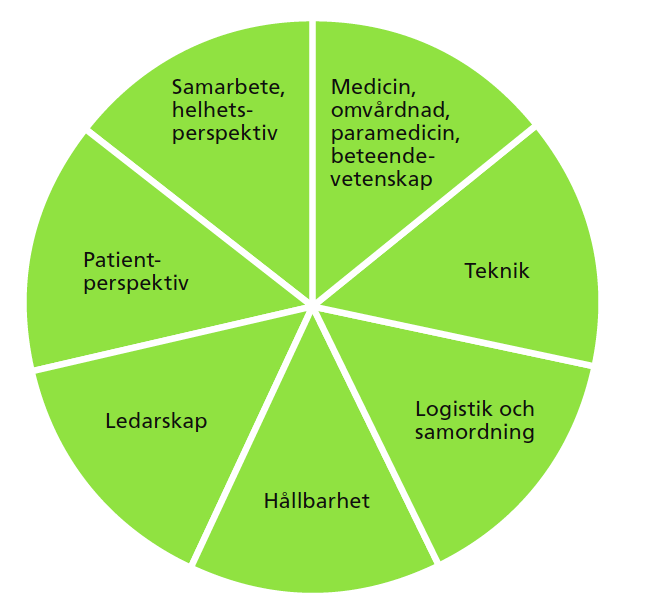 Samarbete,
helhets-
perspektiv
Medicin,
omvårdnad,
paramedicin,
beteende-
vetenskap
Patient-
perspektiv
Teknik
Ledarskap
Logistik och
samordning
Hållbarhet